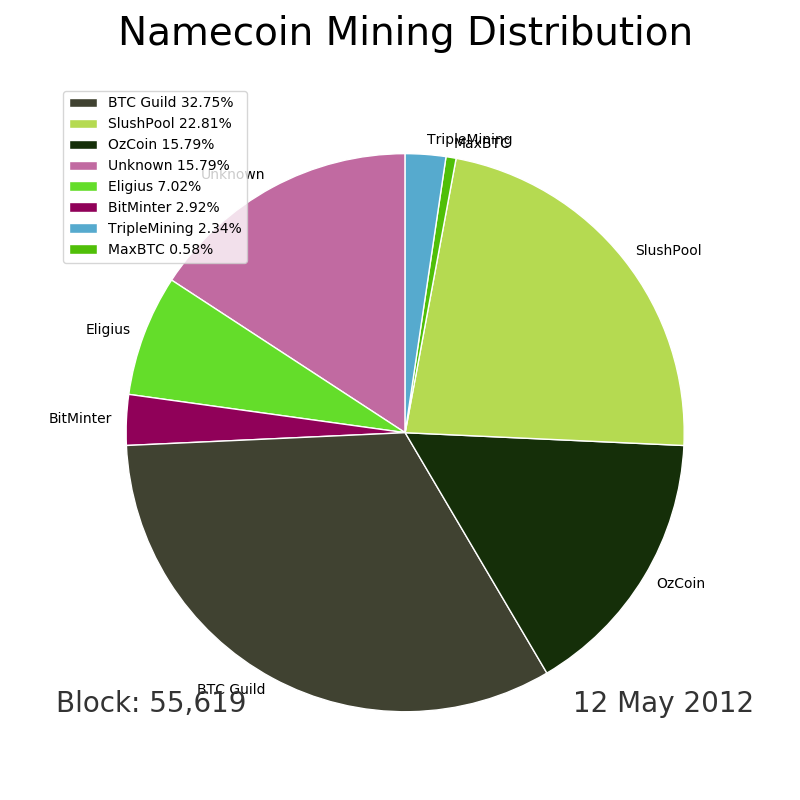 Namecoin Mining Distribution
BTC Guild 32.75%
SlushPool 22.81%
OzCoin 15.79%
Unknown 15.79%
Eligius 7.02%
BitMinter 2.92%
TripleMining 2.34%
MaxBTC 0.58%
TripleMining
MaxBTC
Unknown
SlushPool
Eligius
BitMinter
OzCoin
BTC Guild
Block: 55,619
12 May 2012